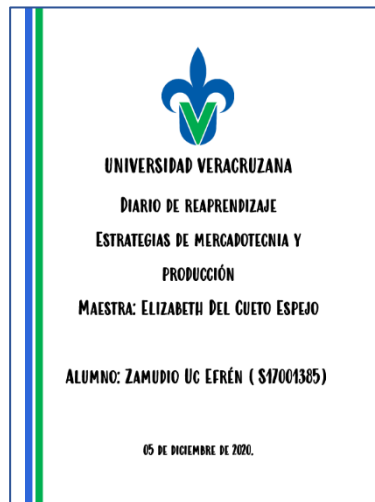 UNIVERSIDAD VERACRUZANA
DIARIO DE REAPRENDIZAJE
ESTRATEGIAS DE MERCADOTECNIA Y
PRODUCCIÓN
MAESTRA: ELIZABETH DEL CUETO ESPEJO
ALUMNO: ZAMUDIO UC EFRÉN ( S17001385)
05 DE DICIEMBRE DE 2020.